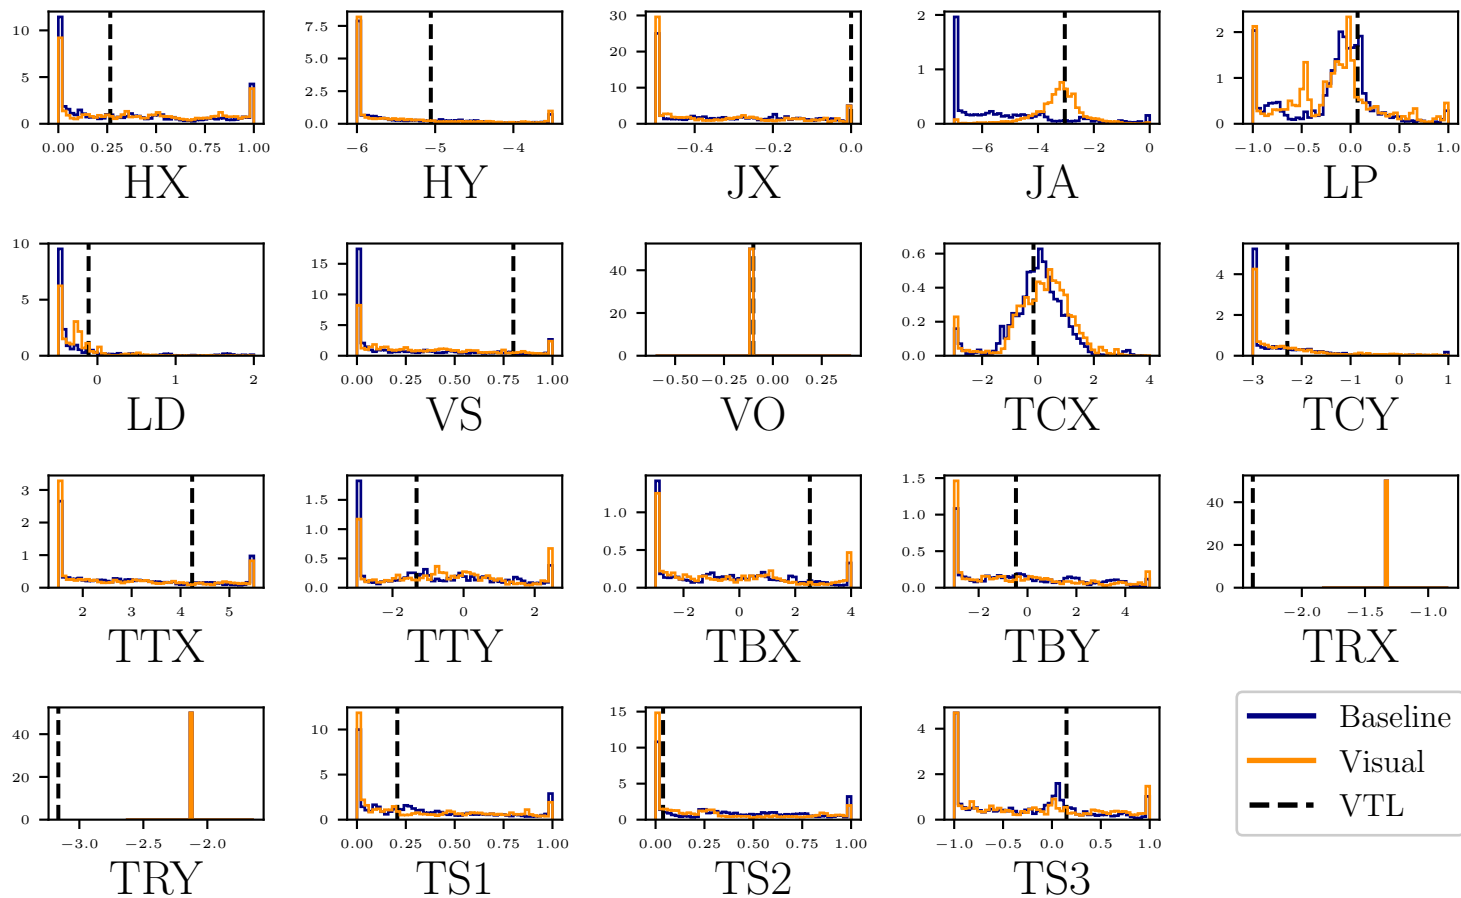 10
5
0
0.00 0.25 0.50 0.75 1.00
HX
7.5
5.0
2.5
0.0
−6 −5 −4
HY
30
20
10
0
−0.4 −0.2 0.0
JX
2
1
0
−6 −4 −2 0
JA
2
1
0
−1.0 −0.5 0.0 0.5 1.0
LP
10
5
0
0 1 2
LD
15
10
5
0
0.00 0.25 0.50 0.75 1.00
VS
40
20
0
−0.50 −0.25 0.00 0.25
VO
0.6
0.4
0.2
0.0
−2 0 2 4
TCX
4
2
0
−3 −2 −1 0 1
TCY
3
2
1
0
2 3 4 5
TTX
1.5
1.0
0.5
0.0
−2 0 2
TTY
1.0
0.5
0.0
−2 0 2 4
TBX
1.5
1.0
0.5
0.0
−2 0 2 4
TBY
40
20
0
−2.0 −1.5 −1.0
TRX
40
20
0
−3.0 −2.5 −2.0
TRY
10
5
0
0.00 0.25 0.50 0.75 1.00
TS1
15
10
5
0
0.00 0.25 0.50 0.75 1.00
TS2
4
2
0
−1.0 −0.5 0.0 0.5 1.0
TS3
Baseline
Visual
VTL